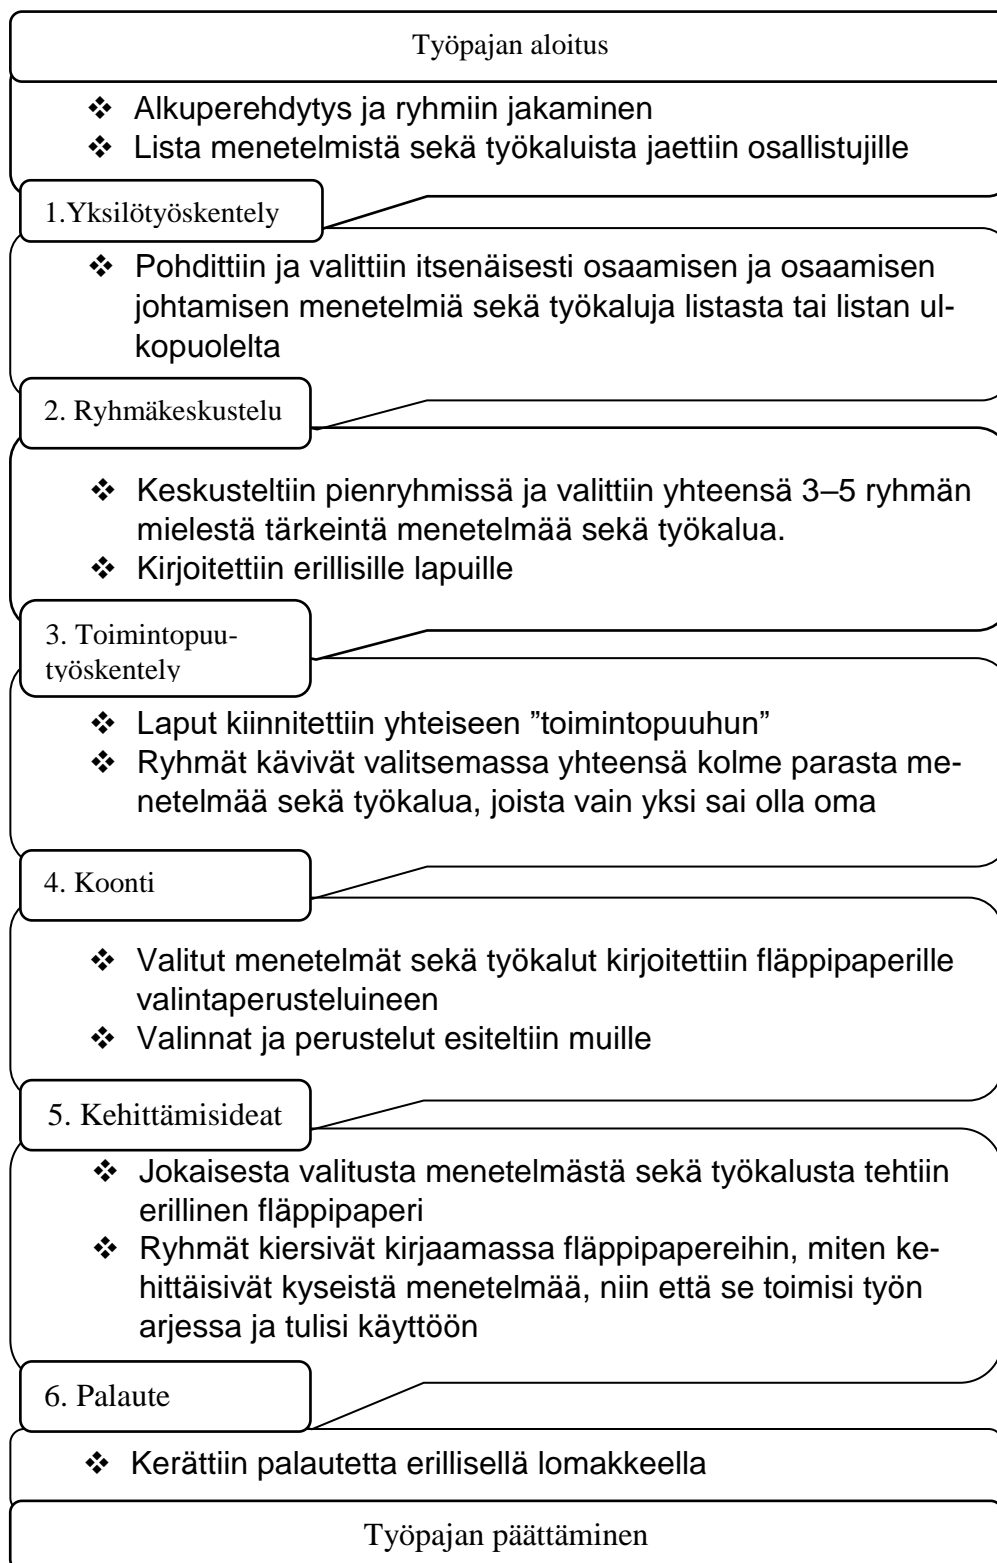 Työpajan aloitus
❖ Alkuperehdytys ja ryhmiin jakaminen
❖ Lista menetelmistä sekä työkaluista jaettiin osallistujille
1.Yksilötyöskentely
❖ Pohdittiin ja valittiin itsenäisesti osaamisen ja osaamisen
johtamisen menetelmiä sekä työkaluja listasta tai listan ul-
kopuolelta
2. Ryhmäkeskustelu
❖ Keskusteltiin pienryhmissä ja valittiin yhteensä 3–5 ryhmän
mielestä tärkeintä menetelmää sekä työkalua.
❖ Kirjoitettiin erillisille lapuille
3. Toimintopuu-
työskentely
❖ Laput kiinnitettiin yhteiseen ”toimintopuuhun”
❖ Ryhmät kävivät valitsemassa yhteensä kolme parasta me-
netelmää sekä työkalua, joista vain yksi sai olla oma
4. Koonti
❖ Valitut menetelmät sekä työkalut kirjoitettiin fläppipaperille
valintaperusteluineen
❖ Valinnat ja perustelut esiteltiin muille
5. Kehittämisideat
❖ Jokaisesta valitusta menetelmästä sekä työkalusta tehtiin
erillinen fläppipaperi
❖ Ryhmät kiersivät kirjaamassa fläppipapereihin, miten ke-
hittäisivät kyseistä menetelmää, niin että se toimisi työn
arjessa ja tulisi käyttöön
6. Palaute
❖ Kerättiin palautetta erillisellä lomakkeella
Työpajan päättäminen